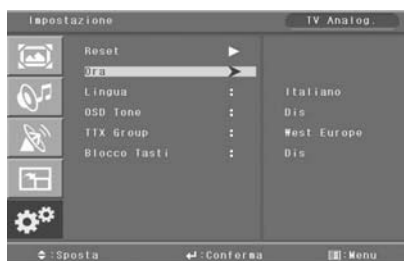 Impostazione TV Analog.
Reset
Ora
Lingua : Italiano
OSD Tone : Dis
TTX Group : West Europe
Blocco Tasti : Dis
:Sposta :Conferma :Menu